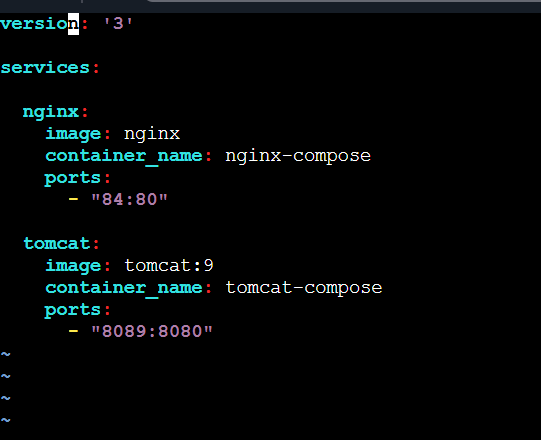 version: '3'
services:
  nginx:
    image: nginx
    container_name: nginx-compose
    ports:
      - "84:80"
  tomcat:
    image: tomcat:9
    container_name: tomcat-compose
    ports:
      - "8089:8080"
~
~
~
~